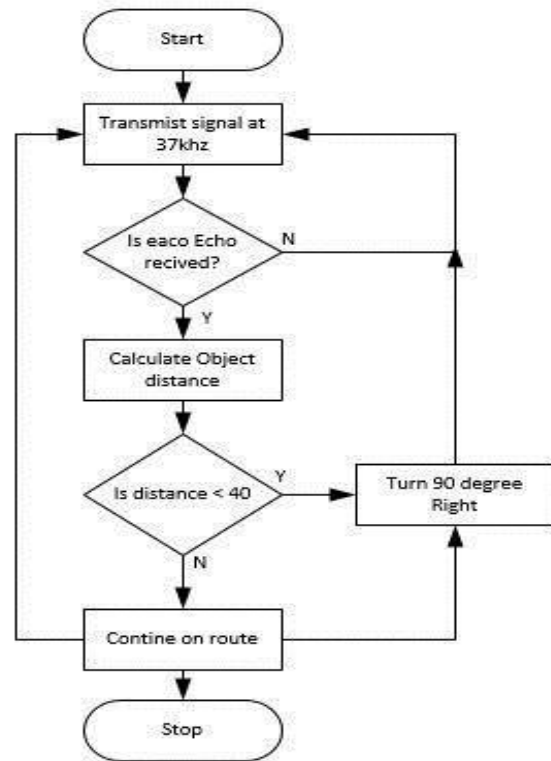 Start
Transmist signal at
37khz
Is eaco Echo
recived?
N
Y
Calculate Object
distance
Is distance < 40
Y
Turn 90 degree
Right
N
Contine on route
Stop